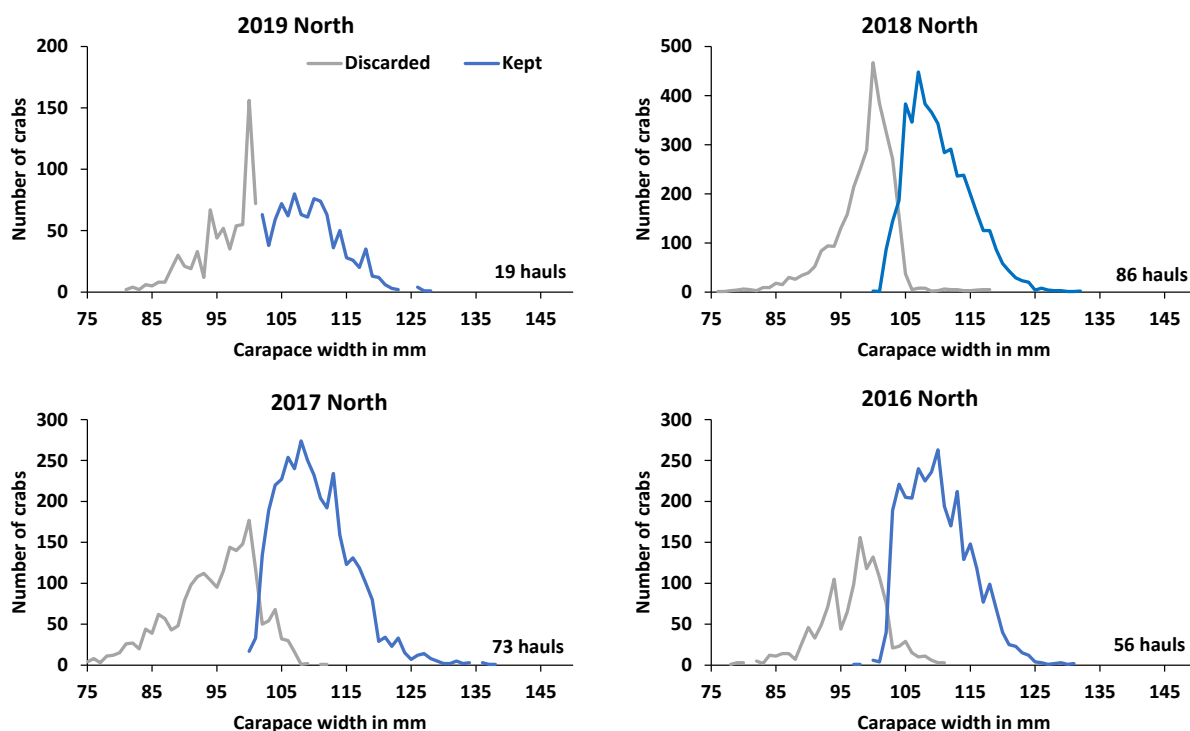 2019 North
200
150
100
50
0
Number of crabs
Discarded
Kept
19 hauls
75 85 95 105 115 125 135 145
Carapace width in mm
2018 North
500
400
300
200
100
0
Number of crabs
86 hauls
75 85 95 105 115 125 135 145
Carapace width in mm
2017 North
300
250
200
150
100
50
0
Number of crabs
73 hauls
75 85 95 105 115 125 135 145
Carapace width in mm
2016 North
300
250
200
150
100
50
0
Number of crabs
56 hauls
75 85 95 105 115 125 135 145
Carapace width in mm